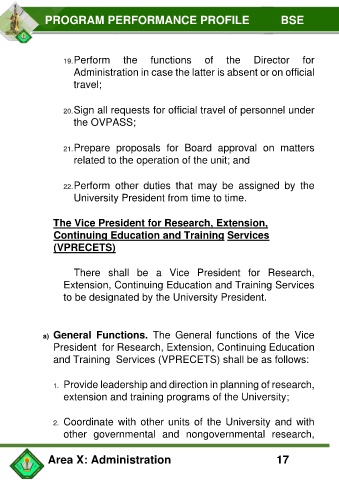 PROGRAM PERFORMANCE PROFILE BSE
19. Perform the functions of the Director for
Administration in case the latter is absent or on official
travel;
20. Sign all requests for official travel of personnel under
the OVPASS;
21. Prepare proposals for Board approval on matters
related to the operation of the unit; and
22. Perform other duties that may be assigned by the
University President from time to time.
The Vice President for Research, Extension,
Continuing Education and Training Services
(VPRECETS)
There shall be a Vice President for Research,
Extension, Continuing Education and Training Services
to be designated by the University President.
a) General Functions. The General functions of the Vice
President for Research, Extension, Continuing Education
and Training Services (VPRECETS) shall be as follows:
1. Provide leadership and direction in planning of research,
extension and training programs of the University;
2. Coordinate with other units of the University and with
other governmental and nongovernmental research,
Area X: Administration 17